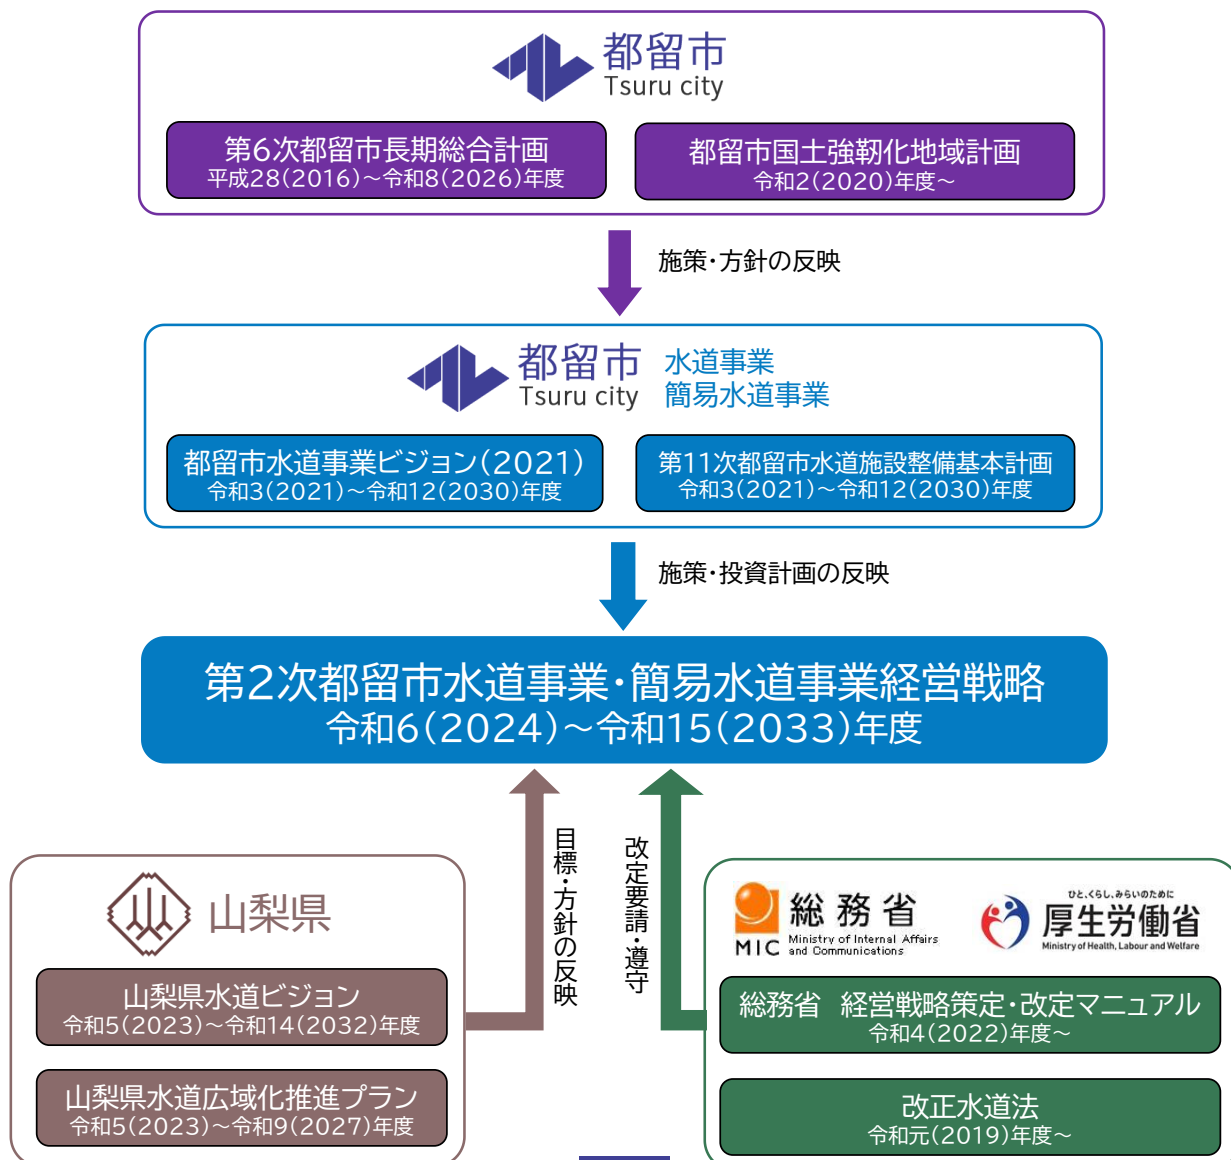 都留市
Tsuru city
第6次都留市長期総合計画
平成28(2016)～令和8(2026)年度
都留市国土強靭化地域計画
令和2(2020)年度～
施策・方針の反映
都留市
Tsuru city
水道事業
簡易水道事業
都留市水道事業ビジョン(2021)
令和3(2021)～令和12(2030)年度
第11次都留市水道施設整備基本計画
令和3(2021)～令和12(2030)年度
施策・投資計画の反映
第2次都留市水道事業・簡易水道事業経営戦略
令和6(2024)～令和15(2033)年度
目標・方針の反映
改定要請・遵守
山梨県
山梨県水道ビジョン
令和5(2023)～令和14(2032)年度
山梨県水道広域化推進プラン
令和5(2023)～令和9(2027)年度
MIC
総務省
Ministry of Internal Affairs
and Communications
ひと、くらし、みらいのために
厚生労働省
Ministry of Health, Labour and Welfare
総務省　経営戦略策定・改定マニュアル
令和4(2022)年度～
改正水道法
令和元(2019)年度～